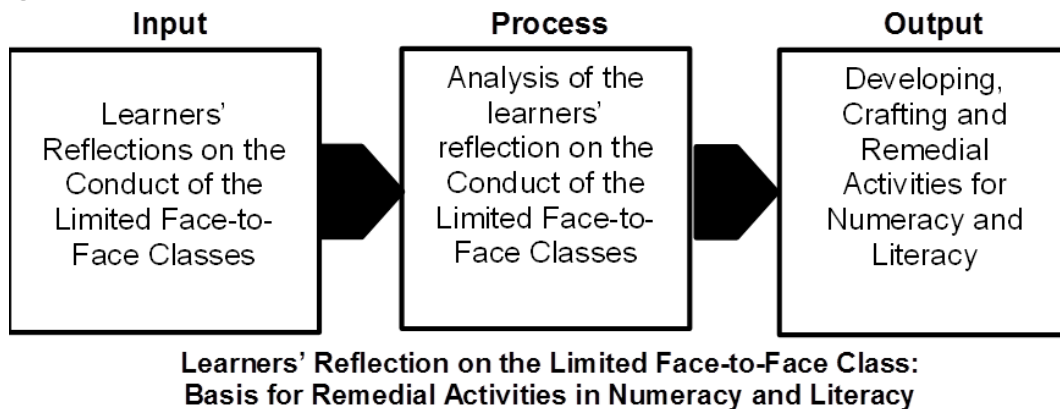 Input
Learners’
Reflections on the
Conduct of the
Limited Face-to-
Face Classes
Process
Analysis of the
learners’
reflection on the
Conduct of the
Limited Face-to-
Face Classes
Output
Developing,
Crafting and
Remedial
Activities for
Numeracy and
Literacy
Learners’ Reflection on the Limited Face-to-Face Class:
Basis for Remedial Activities in Numeracy and Literacy